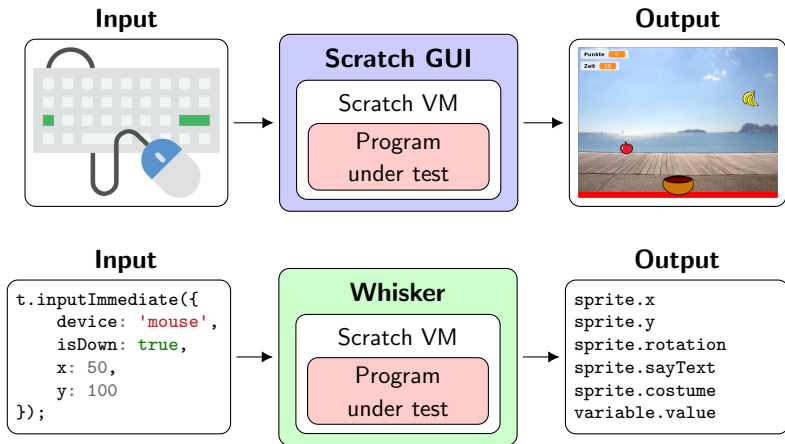 Input
Scratch GUI
Scratch VM
Program
under test
Output
Punkte
Zeit
Input
t.inputImmediate({
    device: 'mouse',
    isDown: true,
    x: 50,
    y: 100
});
Whisker
Scratch VM
Program
under test
Output
sprite.x
sprite.y
sprite.rotation
sprite.sayText
sprite.costume
variable.value